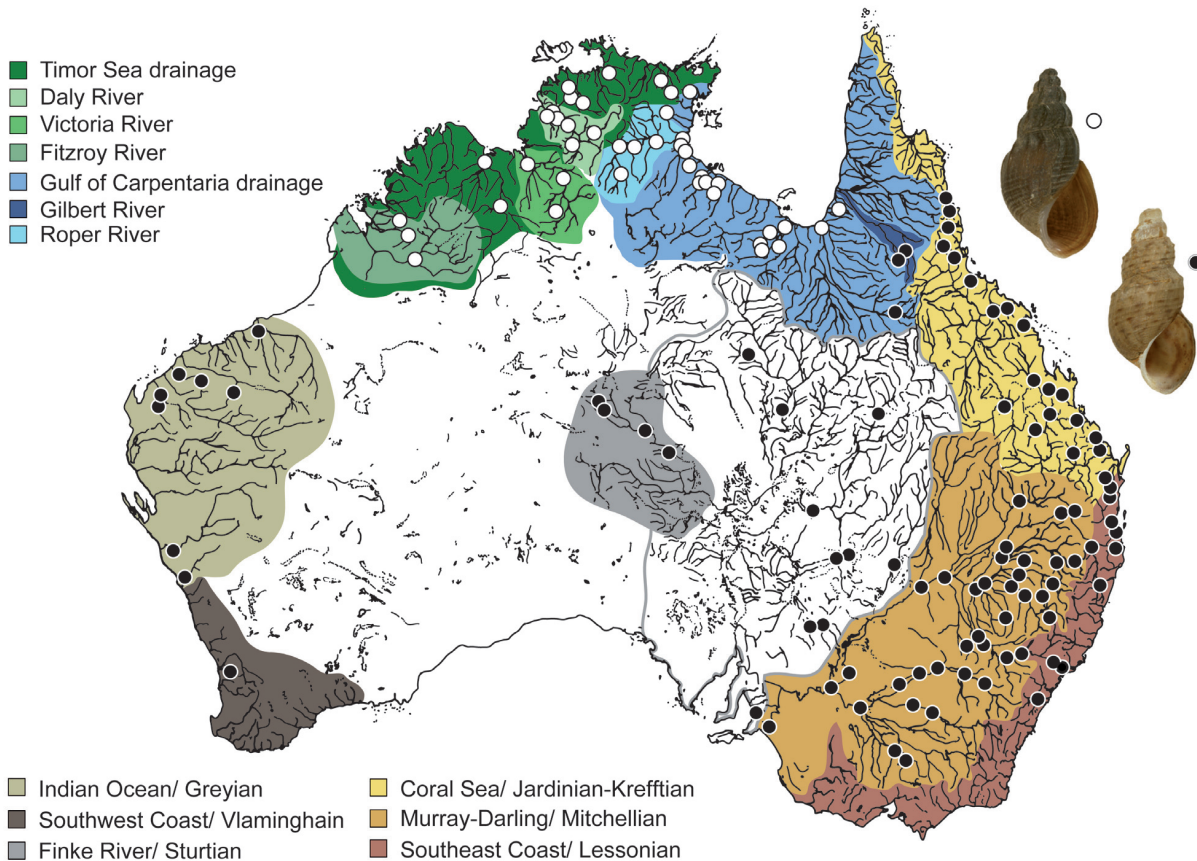 Timor Sea drainage
Daly River
Victoria River
Fitzroy River
Gulf of Carpentaria drainage
Gilbert River
Roper River
Indian Ocean/ Greyian
Southwest Coast/ Vlaminghain
Finke River/ Sturtian
Coral Sea/ Jardinian-Krefftian
Murray-Darling/ Mitchellian
Southeast Coast/ Lessonian